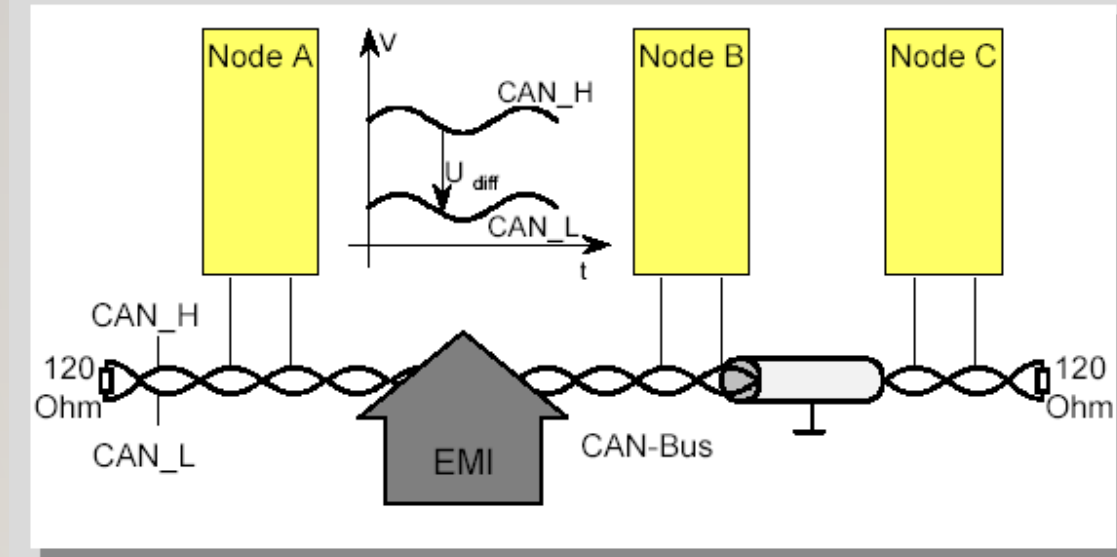 Node A
V
CAN_H
U diff
CAN_L
t
Node B
Node C
CAN_H
120
Ohm
CAN_L
EMI
CAN-Bus
120
Ohm